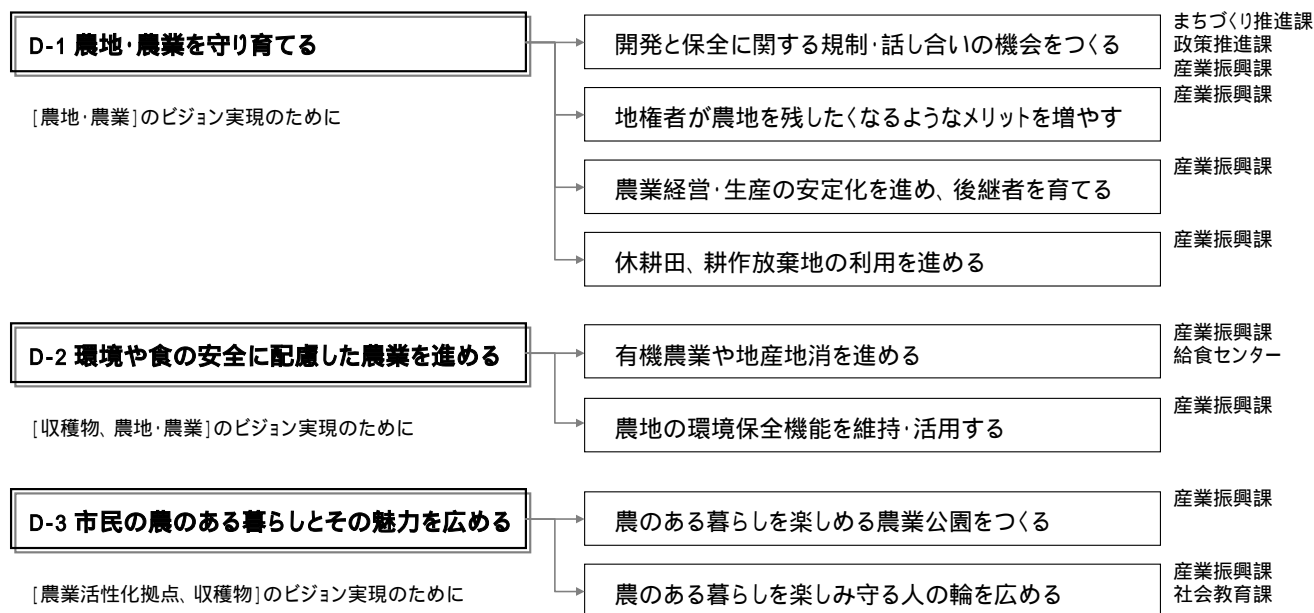 D-1 農地･農業を守り育てる
[農地･農業]のビジョン実現のために
開発と保全に関する規制･話し合いの機会をつくる
まちづくり推進課
政策推進課
産業振興課
地権者が農地を残したくなるようなメリットを増やす
産業振興課
農業経営･生産の安定化を進め、後継者を育てる
産業振興課
休耕田、耕作放棄地の利用を進める
産業振興課
D-2 環境や食の安全に配慮した農業を進める
[収穫物、農地･農業]のビジョン実現のために
有機農業や地産地消を進める
産業振興課
給食センター
農地の環境保全機能を維持･活用する
産業振興課
D-3 市民の農のある暮らしとその魅力を広める
[農業活性化拠点、収穫物]のビジョン実現のために
農のある暮らしを楽しめる農業公園をつくる
産業振興課
農のある暮らしを楽しみ守る人の輪を広める
産業振興課
社会教育課